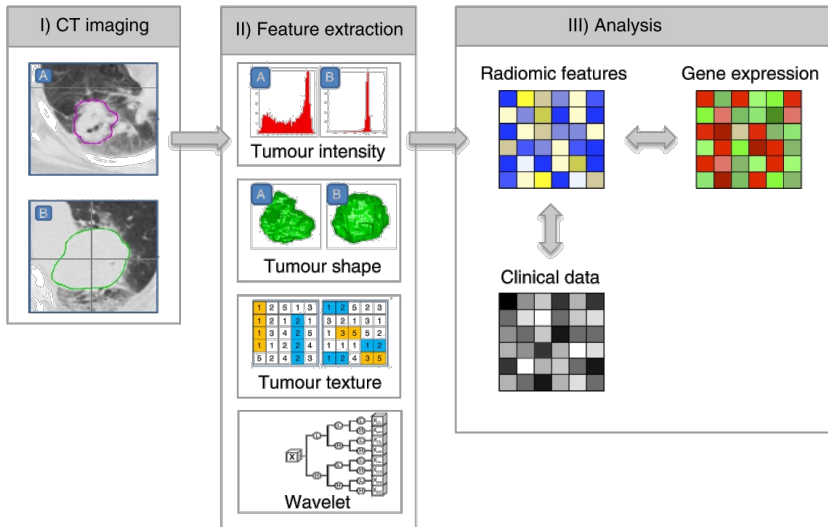 I) CT imaging
A
B
II) Feature extraction
A
B
Tumour intensity
A
B
Tumour shape
1 2 5 1 3
1 2 1 2 1
1 3 4 2 5
1 1 1 2 4
5 2 4 2 3
1 2 5 2 3
3 2 1 3 1
1 3 5 5 2
1 1 1 1 2
1 2 4 3 5
Tumour texture
X
L
H
L
H
L
H
L
H
L
H
L
H
L
H
Wavelet
III) Analysis
Radiomic features
Gene expression
Clinical data